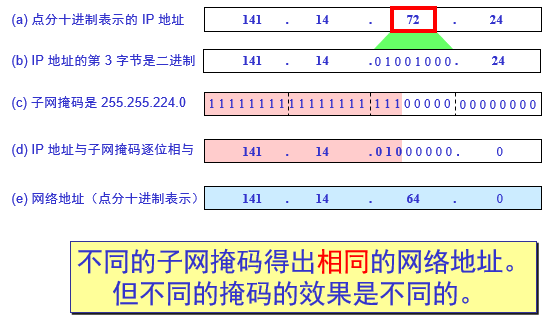 (a) 点分十进制表示的 IP 地址 141 . 14 . 72 . 24
(b) IP 地址的第 3 字节是二进制 141 . 14 .01001000. 24
(c) 子网掩码是 255.255.224.0 11111111 11111111 11100000 00000000
(d) IP 地址与子网掩码逐位相与 141 . 14 .01000000. 0
(e) 网络地址（点分十进制表示） 141 . 14 . 64 . 0
不同的子网掩码得出相同的网络地址。
但不同的掩码的效果是不同的。